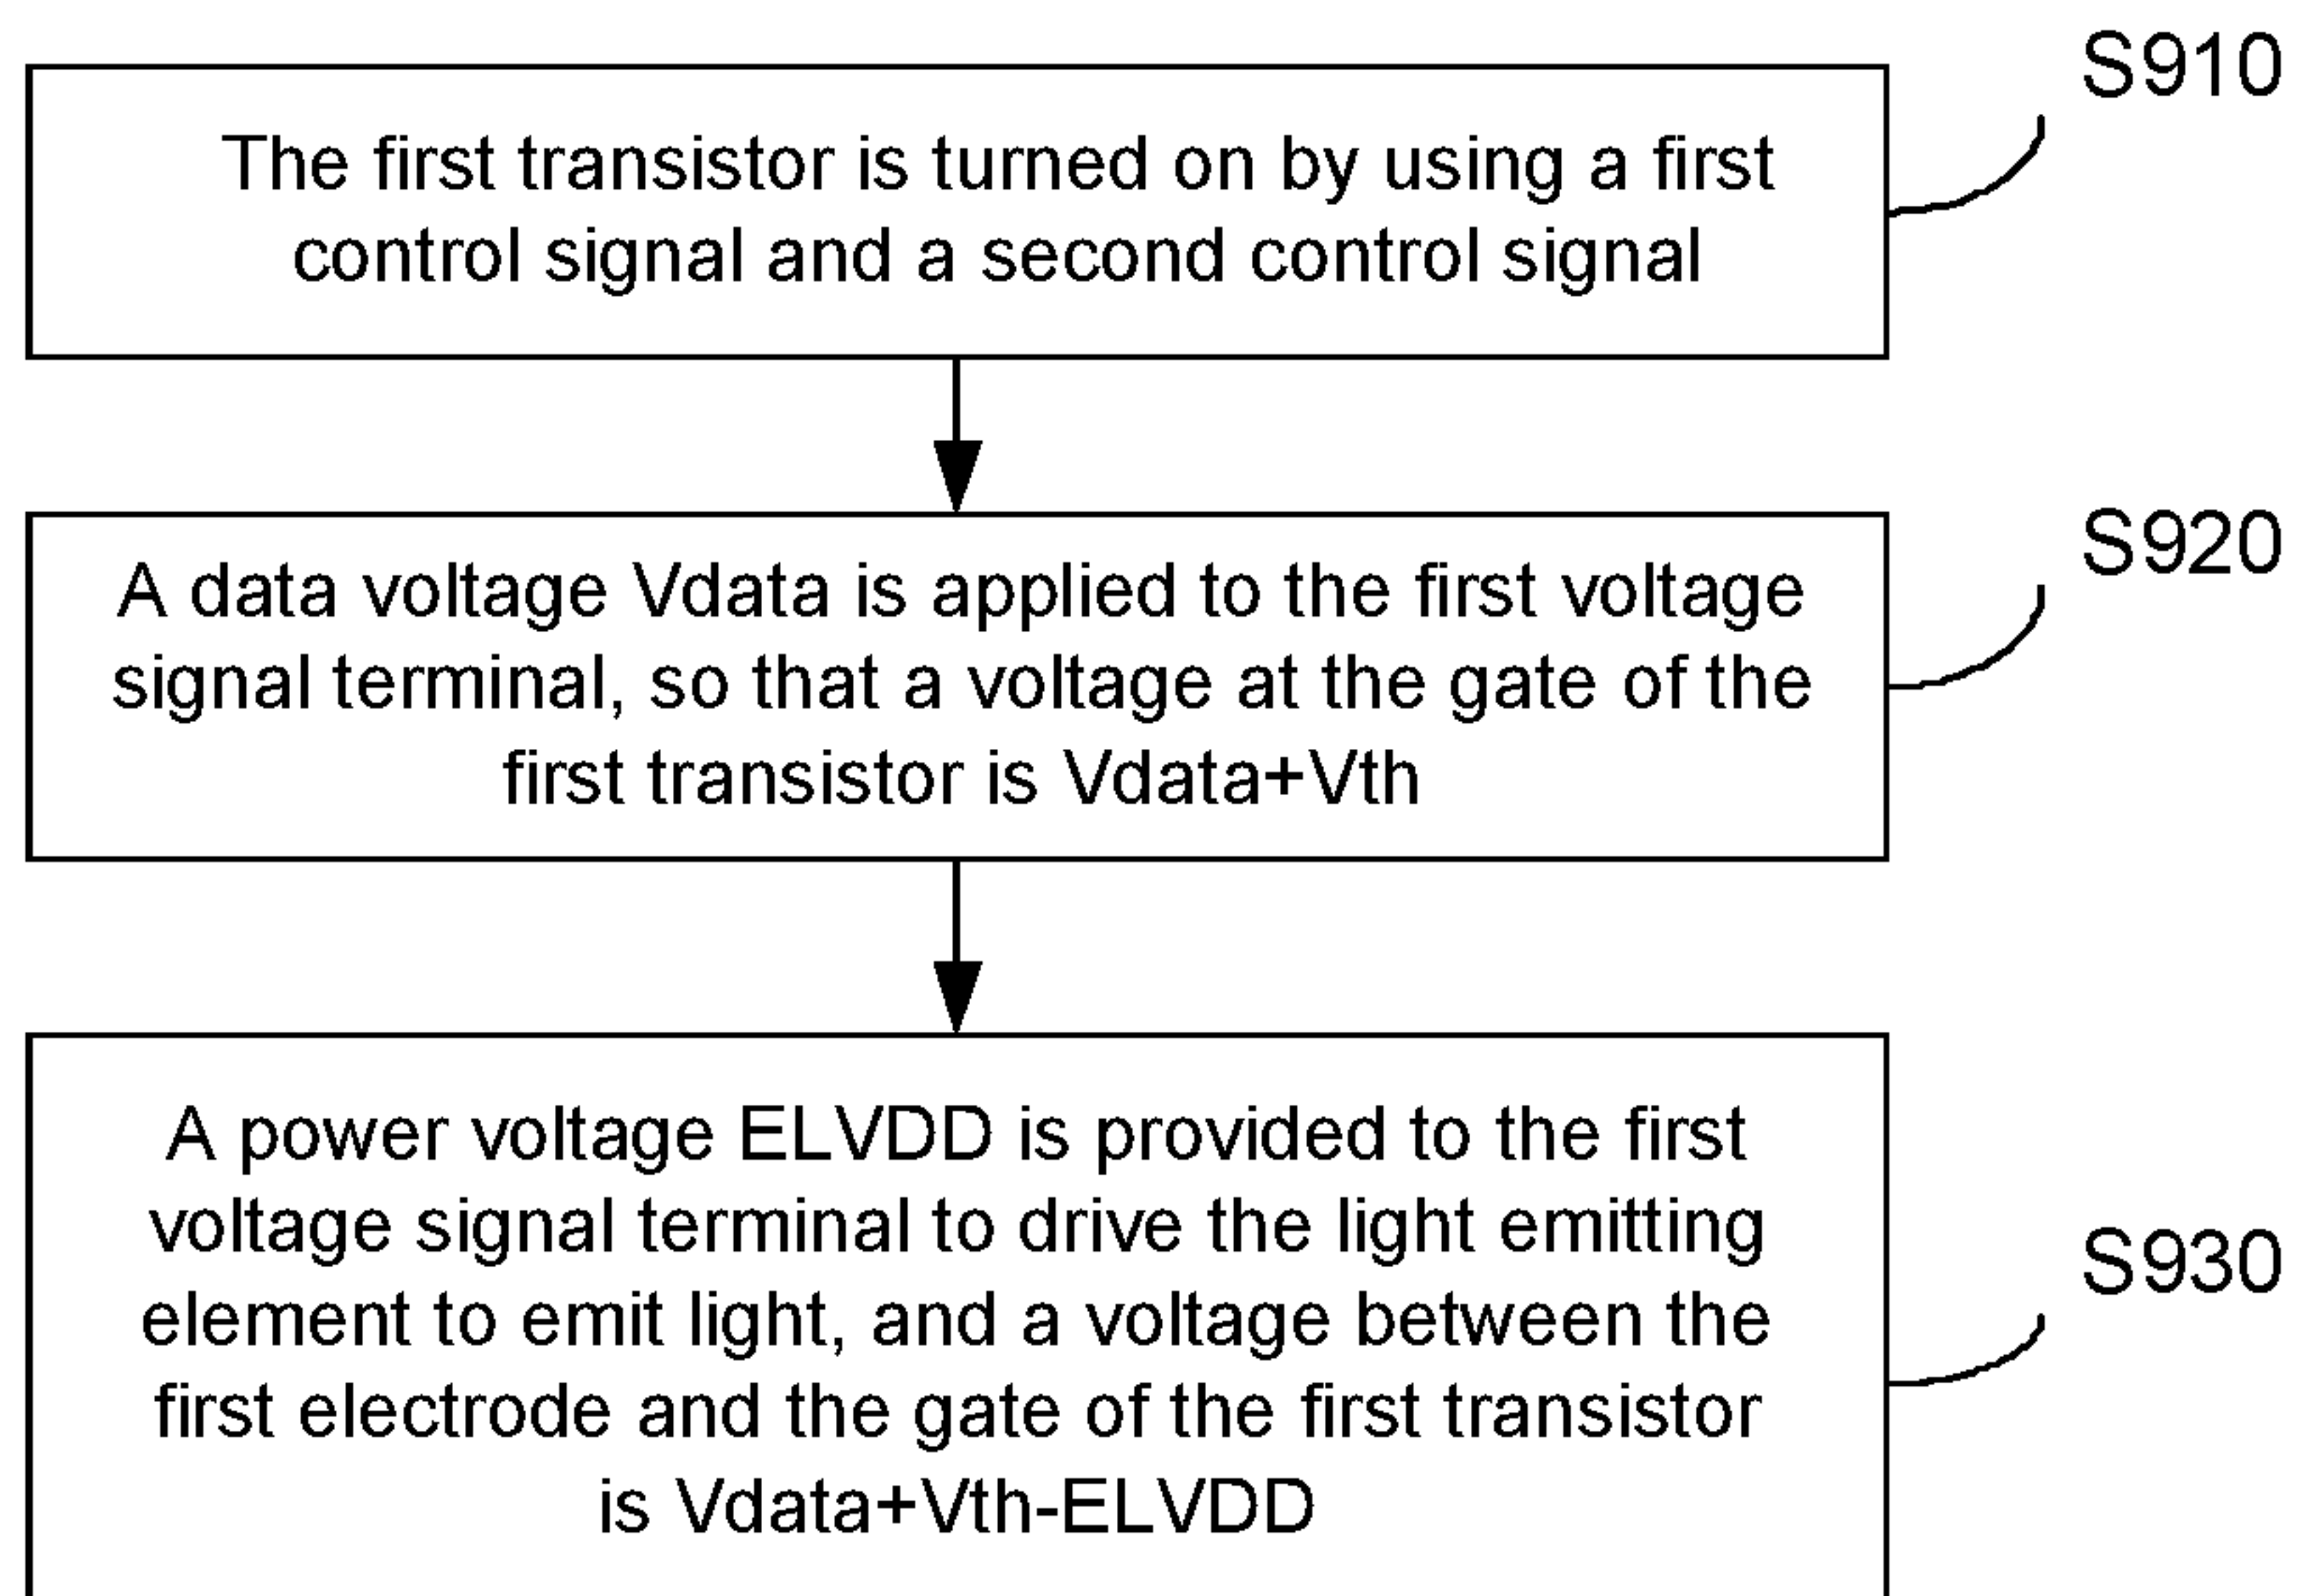 S910
The first transistor is turned on by using a first
control signal and a second control signal
S920
A data voltage Vdata is applied to the first voltage
signal terminal, so that a voltage at the gate of the
first transistor is Vdata+Vth
A power voltage ELVDD is provided to the first
voltage signal terminal to drive the light emitting
S930
element to emit light, and a voltage between the
first electrode and the gate of the first transistor
is Vdata+Vth-ELVDD